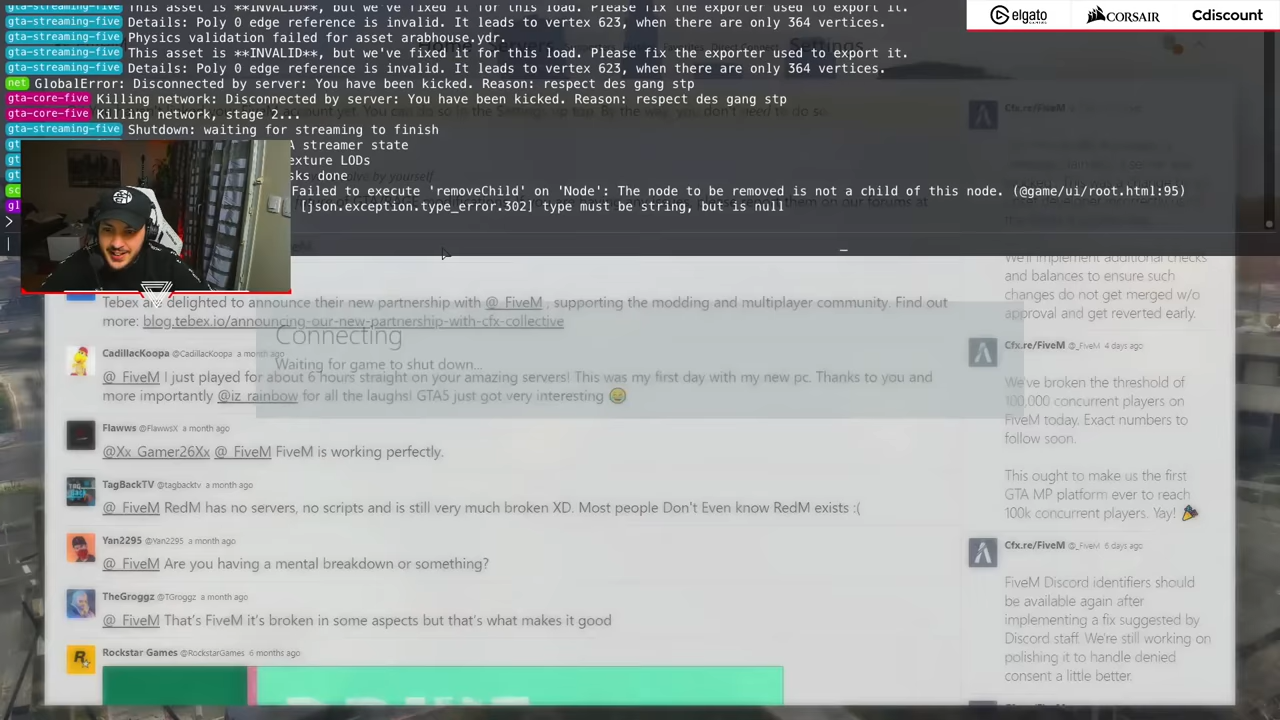 This asset is **INVALID**, but we've fixed it for this load. Please fix the exporter used to export it.
gta-streaming-five Details: Poly 0 edge reference is invalid. It leads to vertex 623, when there are only 364 vertices.
gta-streaming-five Physics validation failed for asset arabhouse.ydr.
gta-streaming-five This asset is **INVALID**, but we've fixed it for this load. Please fix the exporter used to export it.
gta-streaming-five Details: Poly 0 edge reference is invalid. It leads to vertex 623, when there are only 364 vertices.
net GlobalError: Disconnected by server: You have been kicked. Reason: respect des gang stp
gta-core-five Killing network: Disconnected by server: You have been kicked. Reason: respect des gang stp
gta-core-five Killing network, stage 2...
gta-streaming-five Shutdown: waiting for streaming to finish
A streamer state
exture LODs
sks done
Failed to execute 'removeChild' on 'Node': The node to be removed is not a child of this node. (@game/ui/root.html:95)
[json.exception.type_error.302] type must be string, but is null
>
elgato
CORSAIR
Cdiscount
Settings
Tebex are delighted to announce their new partnership with @_FiveM , supporting the modding and multiplayer community. Find out
more: blog.tebex.io/announcing-our-new-partnership-with-cfx-collective
Connecting
Waiting for game to shut down...
CadillacKoopa @CadillacKoopa a month ago
@_FiveM I just played for about 6 hours straight on your amazing servers! This was my first day with my new pc. Thanks to you and
more importantly @iz_rainbow for all the laughs! GTA5 just got very interesting 😄
Flawws @FlawwsX a month ago
@Xx_Gamer26Xx @_FiveM FiveM is working perfectly.
TagBackTV @tagbacktv a month ago
@_FiveM RedM has no servers, no scripts and is still very much broken XD. Most people Don't Even know RedM exists :(
Yan2295 @Yan2295 a month ago
@_FiveM Are you having a mental breakdown or something?
TheGroggz @TGroggz a month ago
@_FiveM That's FiveM it's broken in some aspects but that's what makes it good
Rockstar Games @RockstarGames 6 months ago
Cfx.re/FiveM
We'll implement additional checks
and balances to ensure such
changes do not get merged w/o
approval and get reverted early.
Cfx.re/FiveM @_FiveM 4 days ago
We've broken the threshold of
100,000 concurrent players on
FiveM today. Exact numbers to
follow soon.
This ought to make us the first
GTA MP platform ever to reach
100k concurrent players. Yay! 🎉
Cfx.re/FiveM @_FiveM 6 days ago
FiveM Discord identifiers should
be available again after
implementing a fix suggested by
Discord staff. We're still working on
polishing it to handle denied
consent a little better.